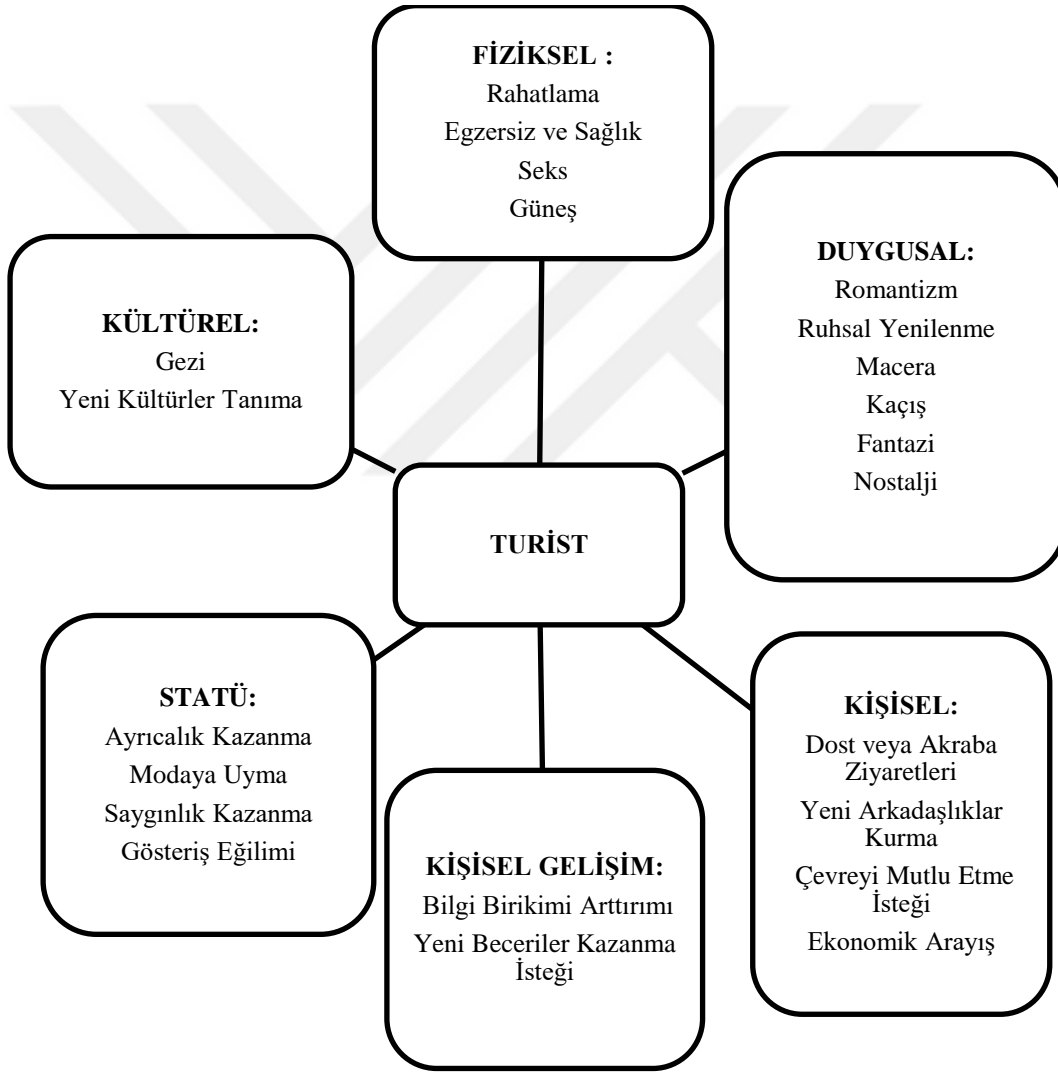 FİZİKSEL :
Rahatlama
Egzersiz ve Sağlık
Seks
Güneş
DUYGUSAL:
Romantizm
Ruhsal Yenilenme
Macera
Kaçış
Fantazi
Nostalji
KÜLTÜREL:
Gezi
Yeni Kültürler Tanıma
TURİST
STATÜ:
Ayrıcalık Kazanma
Modaya Uyma
Saygınlık Kazanma
Gösteriş Eğilimi
KİŞİSEL GELİŞİM:
Bilgi Birikimi Arttırımı
Yeni Beceriler Kazanma
İsteği
KİŞİSEL:
Dost veya Akraba
Ziyaretleri
Yeni Arkadaşlıklar
Kurma
Çevreyi Mutlu Etme
İsteği
Ekonomik Arayış